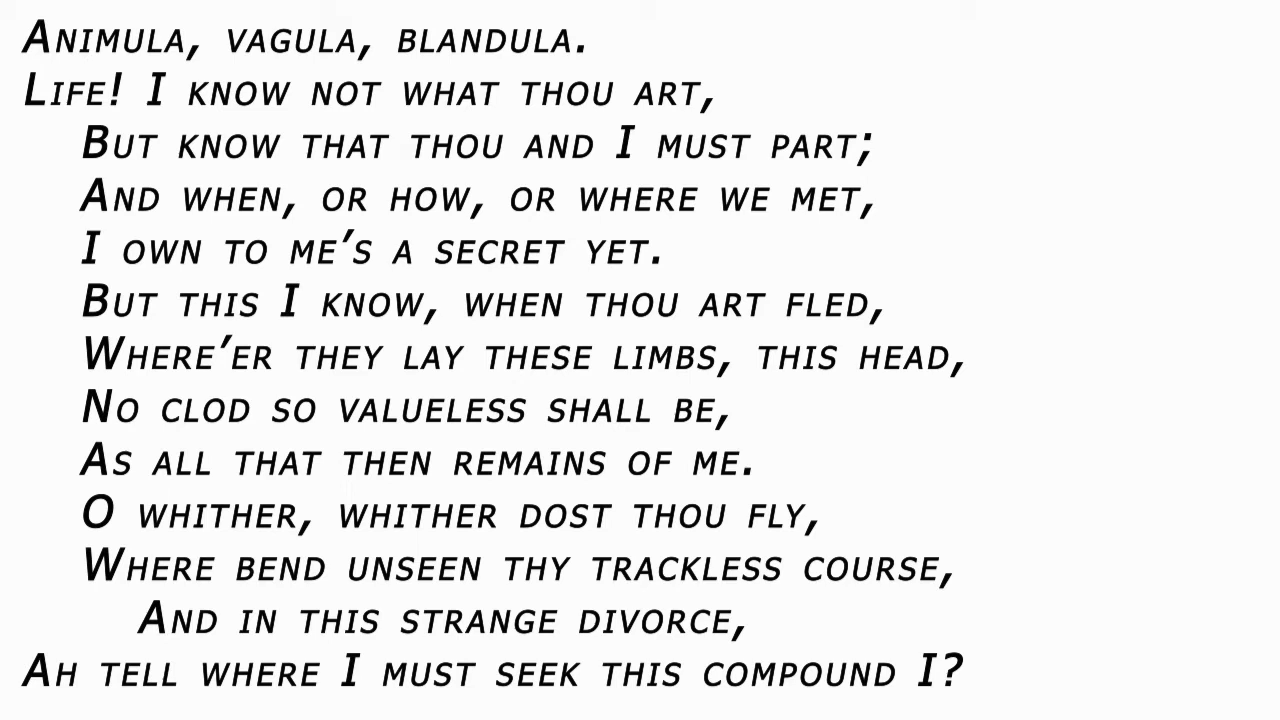 Animula, vagula, blandula.
Life! I know not what thou art,
But know that thou and I must part;
And when, or how, or where we met,
I own to me's a secret yet.
But this I know, when thou art fled,
Where'er they lay these limbs, this head,
No clod so valueless shall be,
As all that then remains of me.
O whither, whither dost thou fly,
Where bend unseen thy trackless course,
And in this strange divorce,
Ah tell where I must seek this compound I?